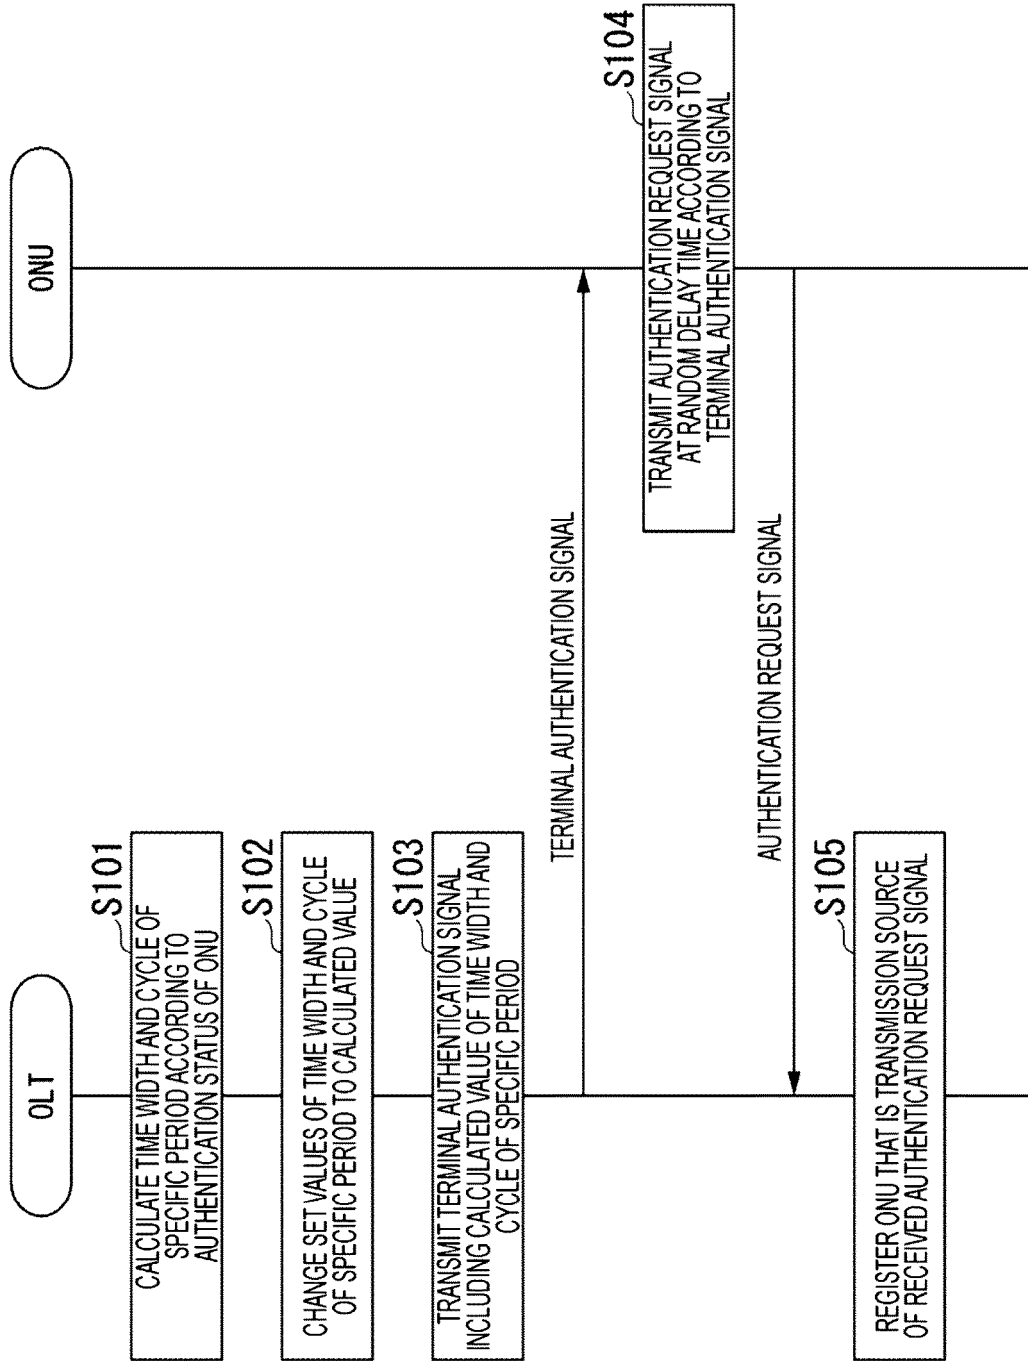 OLT
ONU
S101
CALCULATE TIME WIDTH AND CYCLE OF
SPECIFIC PERIOD ACCORDING TO
AUTHENTICATION STATUS OF ONU
S102
CHANGE SET VALUES OF TIME WIDTH AND CYCLE
OF SPECIFIC PERIOD TO CALCULATED VALUE
S103
TRANSMIT TERMINAL AUTHENTICATION SIGNAL
INCLUDING CALCULATED VALUE OF TIME WIDTH AND
CYCLE OF SPECIFIC PERIOD
TERMINAL AUTHENTICATION SIGNAL
S104
TRANSMIT AUTHENTICATION REQUEST SIGNAL
AT RANDOM DELAY TIME ACCORDING TO
TERMINAL AUTHENTICATION SIGNAL
AUTHENTICATION REQUEST SIGNAL
S105
REGISTER ONU THAT IS TRANSMISSION SOURCE
OF RECEIVED AUTHENTICATION REQUEST SIGNAL